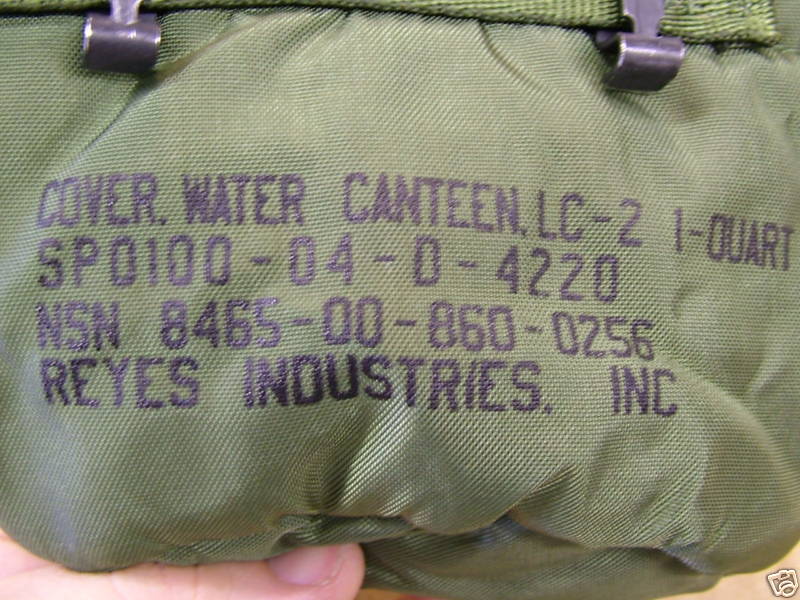 COVER, WATER CANTEEN, LC-2 1-QUART
SP0100-04-D-4220
NSN 8465-00-860-0256
REYES INDUSTRIES, INC